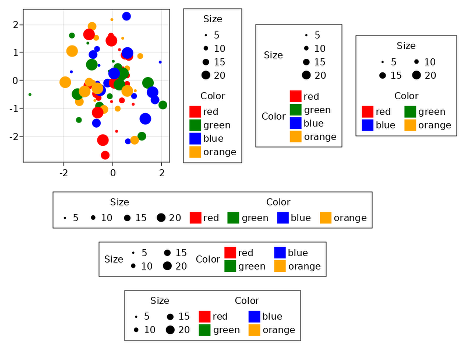 2
1
0
-1
-2
-2 0 2
Size
5
10
15
20
Color
red
green
blue
orange
Size
5
10
15
20
Color
red
green
blue
orange
Size
5 10
15 20
Color
red green
blue orange
Size Color
5 10 15 20 red green blue orange
Size 5 15 Color red blue
10 20 green orange
Size Color
5 15 red blue
10 20 green orange